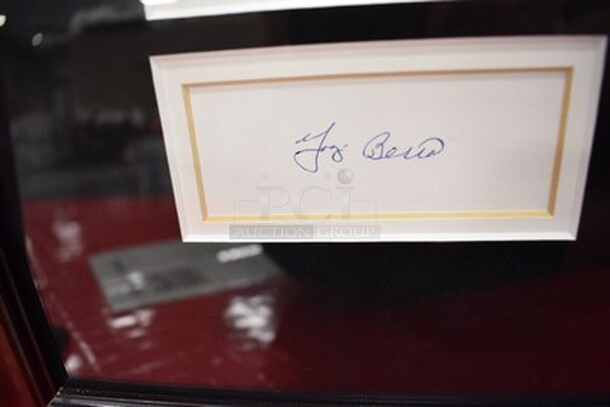 Yogi Berra
PCI
AUCTION GROUP